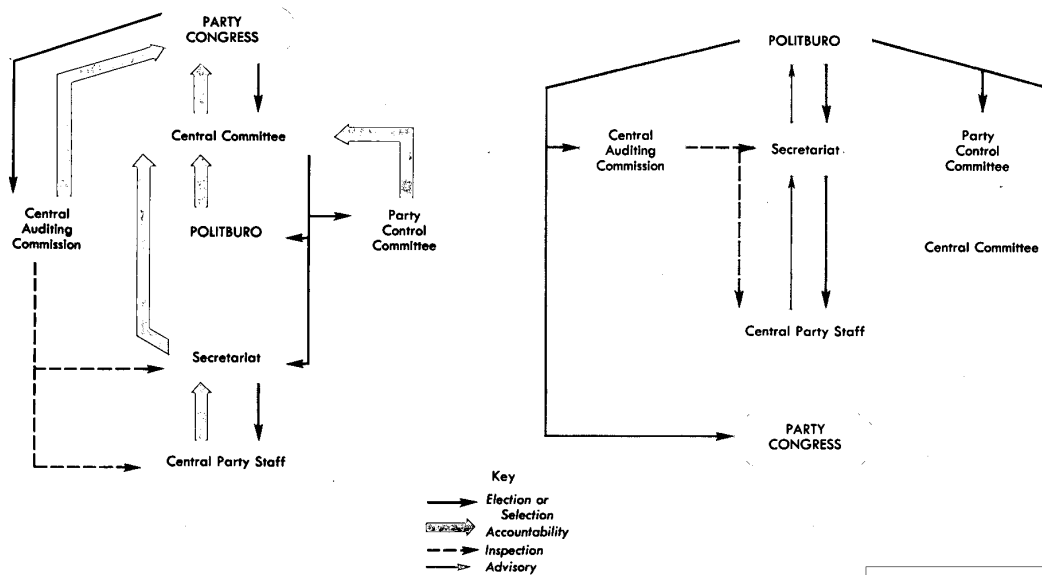 PARTY
CONGRESS
Central Committee
Central
Auditing
Commission
POLITBURO
Party
Control
Committee
Secretariat
Central Party Staff
POLITBURO
Central
Auditing
Commission
Secretariat
Party
Control
Committee
Central Committee
Central Party Staff
PARTY
CONGRESS
Key
Election or
Selection
Accountability
Inspection
Advisory